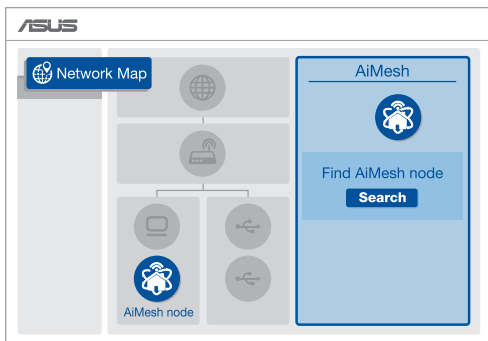 ASUS
Network Map
AiMesh
Find AiMesh node
Search
AiMesh node